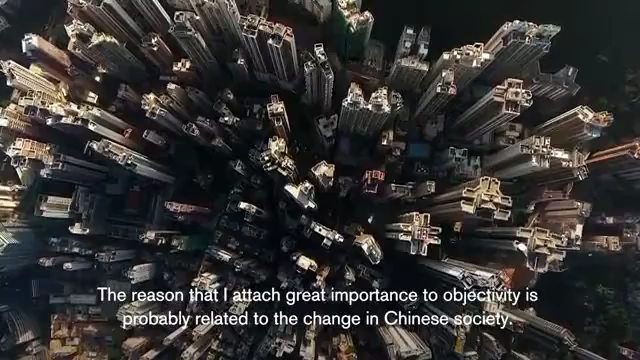 The reason that I attach great importance to objectivity is
probably related to the change in Chinese society.